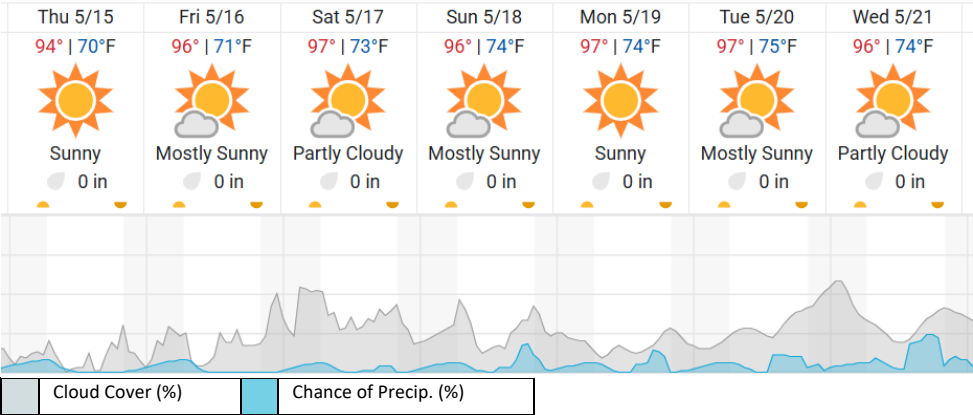 Thu 5/15 Fri 5/16 Sat 5/17 Sun 5/18 Mon 5/19 Tue 5/20 Wed 5/21
94° | 70°F 96° | 71°F 97° | 73°F 96° | 74°F 97° | 74°F 97° | 75°F 96° | 74°F
Sunny Mostly Sunny Partly Cloudy Mostly Sunny Sunny Mostly Sunny Partly Cloudy
0 in 0 in 0 in 0 in 0 in 0 in 0 in
Cloud Cover (%) Chance of Precip. (%)